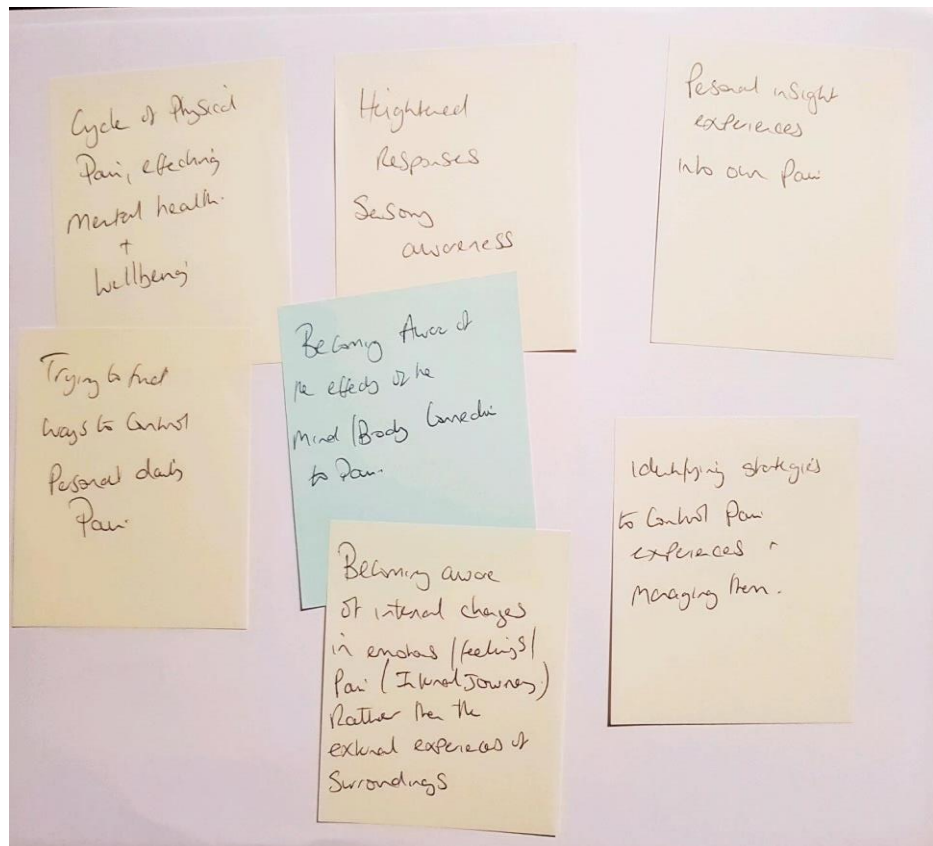 Cycle of Physical
Pain, effecting
Mental health.
+
Wellbeing
Heightened
Responses
Sensory
awareness
Pesonal insight
experiences
into own Pain
Trying to find
ways to Control
Personal daily
Pain.
Becoming Aware of
the effects of the
Mind/Body Connectio
to Pain.
Becoming aware
of internal changes
in emotions/feelings/
Pain (Internal Journey.)
Rather then the
external experiences of
Surroundings
Identifying strategies
to Control Pain
experiences +
Managing them.